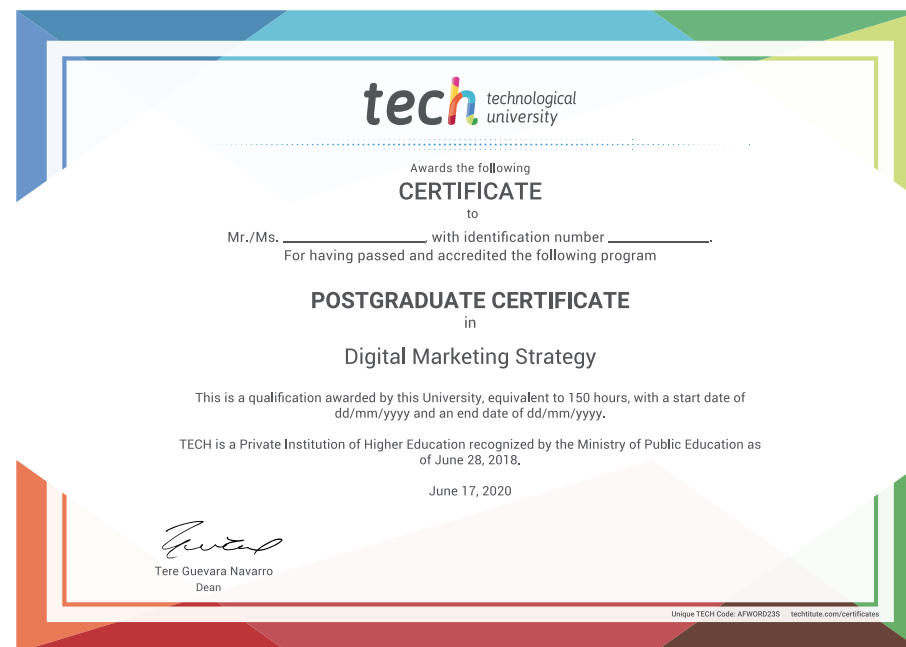 tech technological
university
Awards the following
CERTIFICATE
to
Mr./Ms. ____________________, with identification number ______________.
For having passed and accredited the following program
POSTGRADUATE CERTIFICATE
in
Digital Marketing Strategy
This is a qualification awarded by this University, equivalent to 150 hours, with a start date of
dd/mm/yyyy and an end date of dd/mm/yyyy.
TECH is a Private Institution of Higher Education recognized by the Ministry of Public Education as
of June 28, 2018.
June 17, 2020
Tere Guevara Navarro
Dean
Unique TECH Code: AFWORD23S techtitute.com/certificates